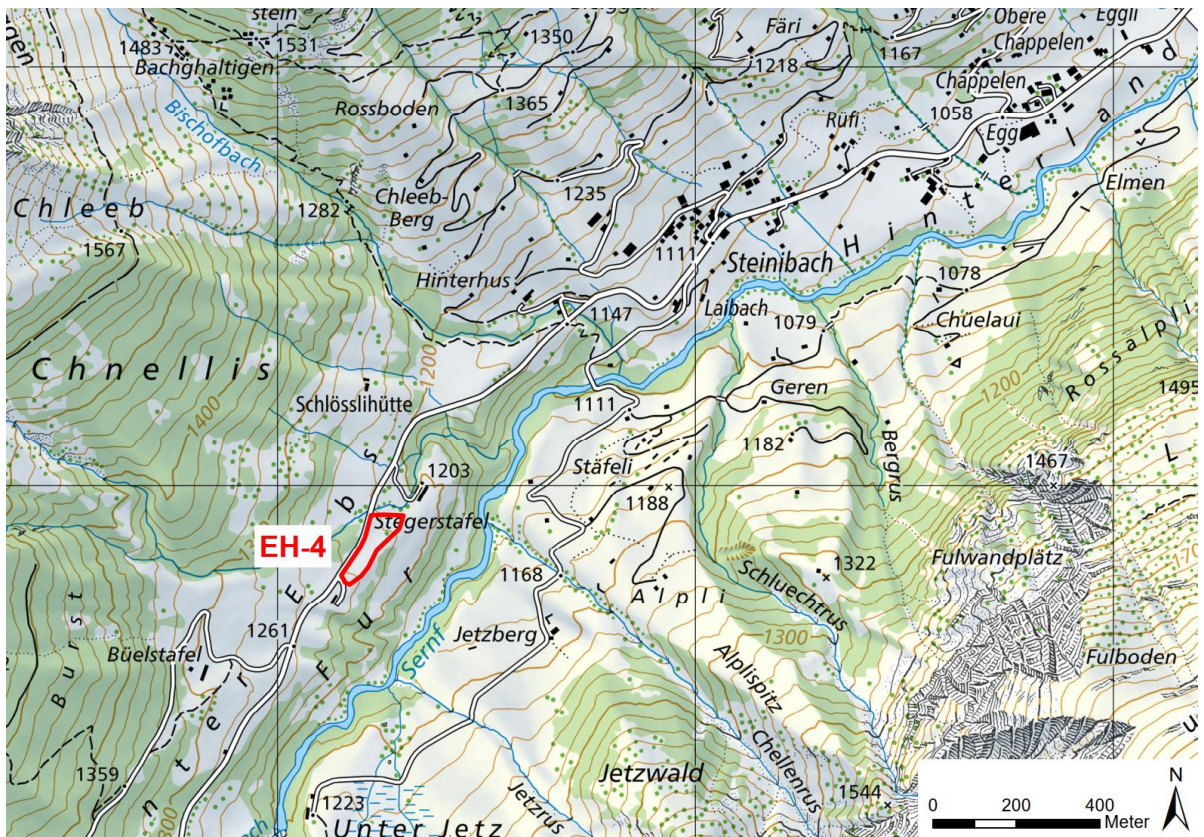 stein
1350
Färi
Obere
Eggli
Chappelen
1483
1531
Bachghaltigen
1218
1167
Chappelen
1365
Rossboden
1058
Rüfi
Egg
Bischofbach
Chleeb-
Berg
1235
Elmen
Hinterland
Chleeb
1282
1567
1111
Steinibach
Hinterhus
1078
Laibach
1147
1079
Chüelaui
Rossalpli
Chnellis
1200
Geren
1495
Schlösslihütte
1400
1111
1200
1182
Bergrus
L
Stäfeli
1467
1203
1188
Stegerstafel
EH-4
Fulwandplätz
1168
1322
Alpli
Schluechtrus
Burst
1261
Sernf
Jetzberg
1300
Büelstafel
Fulboden
Alplispitz
Chellenrus
1359
Jetzwald
1544
Jetzrus
1223
1300
Unter Jetz
N
0 200 400
Meter